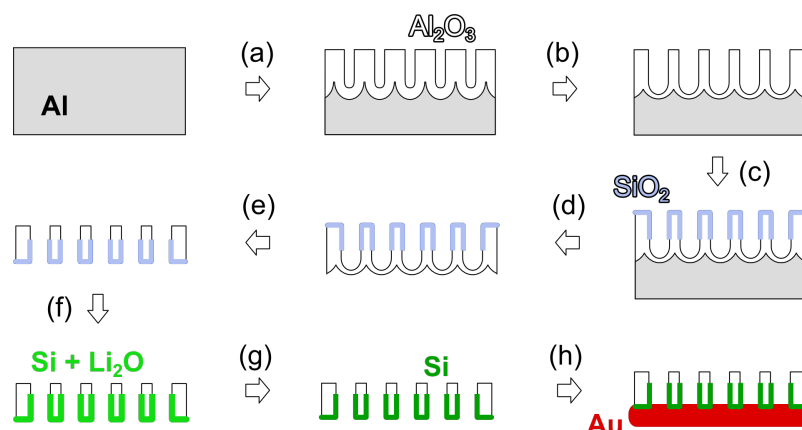 (a)
Al₂O₃
(b)
Al
(c)
SiO₂
(d)
(e)
(f)
Si + Li₂O
(g)
Si
(h)
Au